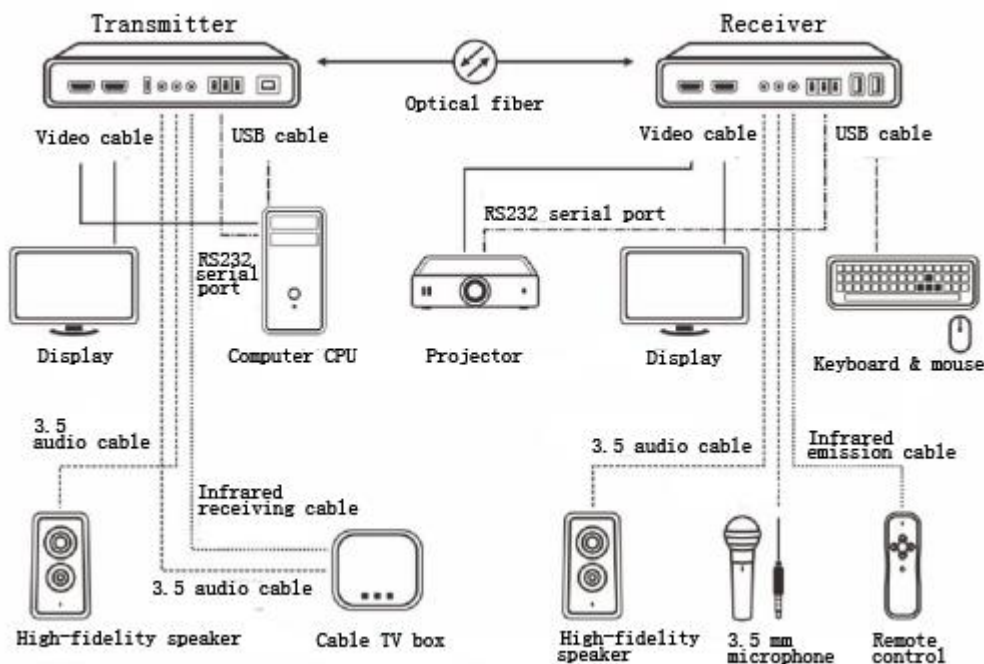 Transmitter
Receiver
Optical fiber
Video cable
USB cable
Video cable
USB cable
RS232
serial
port
RS232 serial port
Display
Computer CPU
Projector
Display
Keyboard & mouse
3.5
audio cable
3.5 audio cable
Infrared
emission cable
Infrared
receiving cable
3.5 audio cable
High-fidelity speaker
Cable TV box
High-fidelity
speaker
3.5 mm
microphone
Remote
control